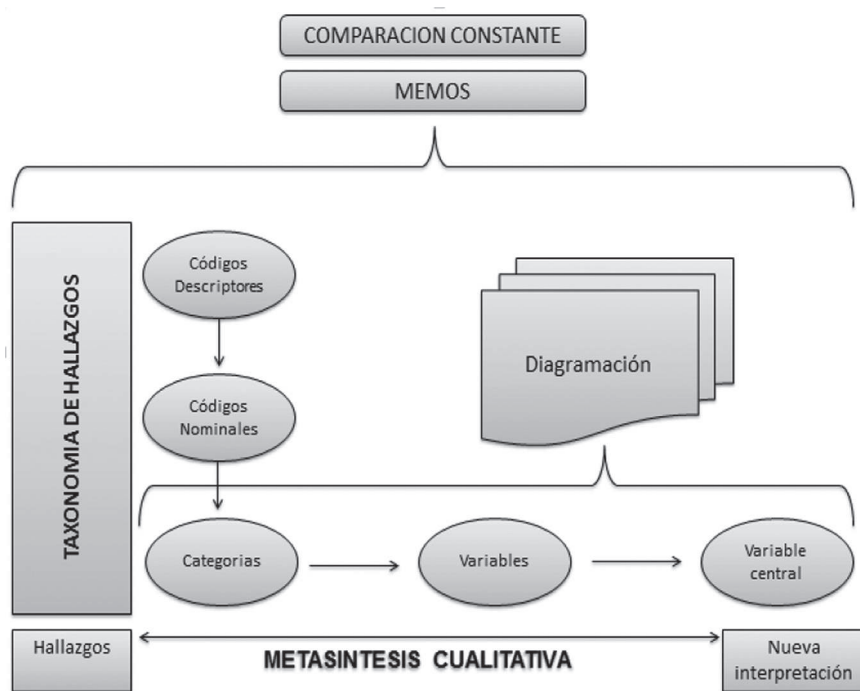 COMPARACION CONSTANTE
MEMOS
TAXONOMIA DE HALLAZGOS
Códigos
Descriptores
Códigos
Nominales
Diagramación
Categorias
Variables
Variable
central
Hallazgos
METASINTESIS CUALITATIVA
Nueva
interpretación